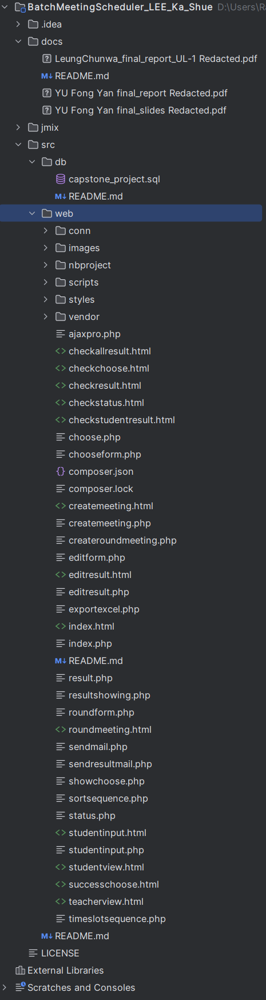 BatchMeetingScheduler_LEE_Ka_Shue D:\Users\R
.idea
docs
LeungChunwa_final_report_UL-1 Redacted.pdf
README.md
YU Fong Yan final_report Redacted.pdf
YU Fong Yan final_slides Redacted.pdf
jmix
src
db
capstone_project.sql
README.md
web
conn
images
nbproject
scripts
styles
vendor
ajaxpro.php
checkallresult.html
checkchoose.html
checkresult.html
checkstatus.html
checkstudentresult.html
choose.php
chooseform.php
composer.json
composer.lock
createmeeting.html
createmeeting.php
createroundmeeting.php
editform.php
editresult.html
editresult.php
exportexcel.php
index.html
index.php
README.md
result.php
resultshowing.php
roundform.php
roundmeeting.html
sendmail.php
sendresultmail.php
showchoose.php
sortsequence.php
status.php
studentinput.html
studentinput.php
studentview.html
successchoose.html
teacherview.html
timeslotsequence.php
README.md
LICENSE
External Libraries
Scratches and Consoles